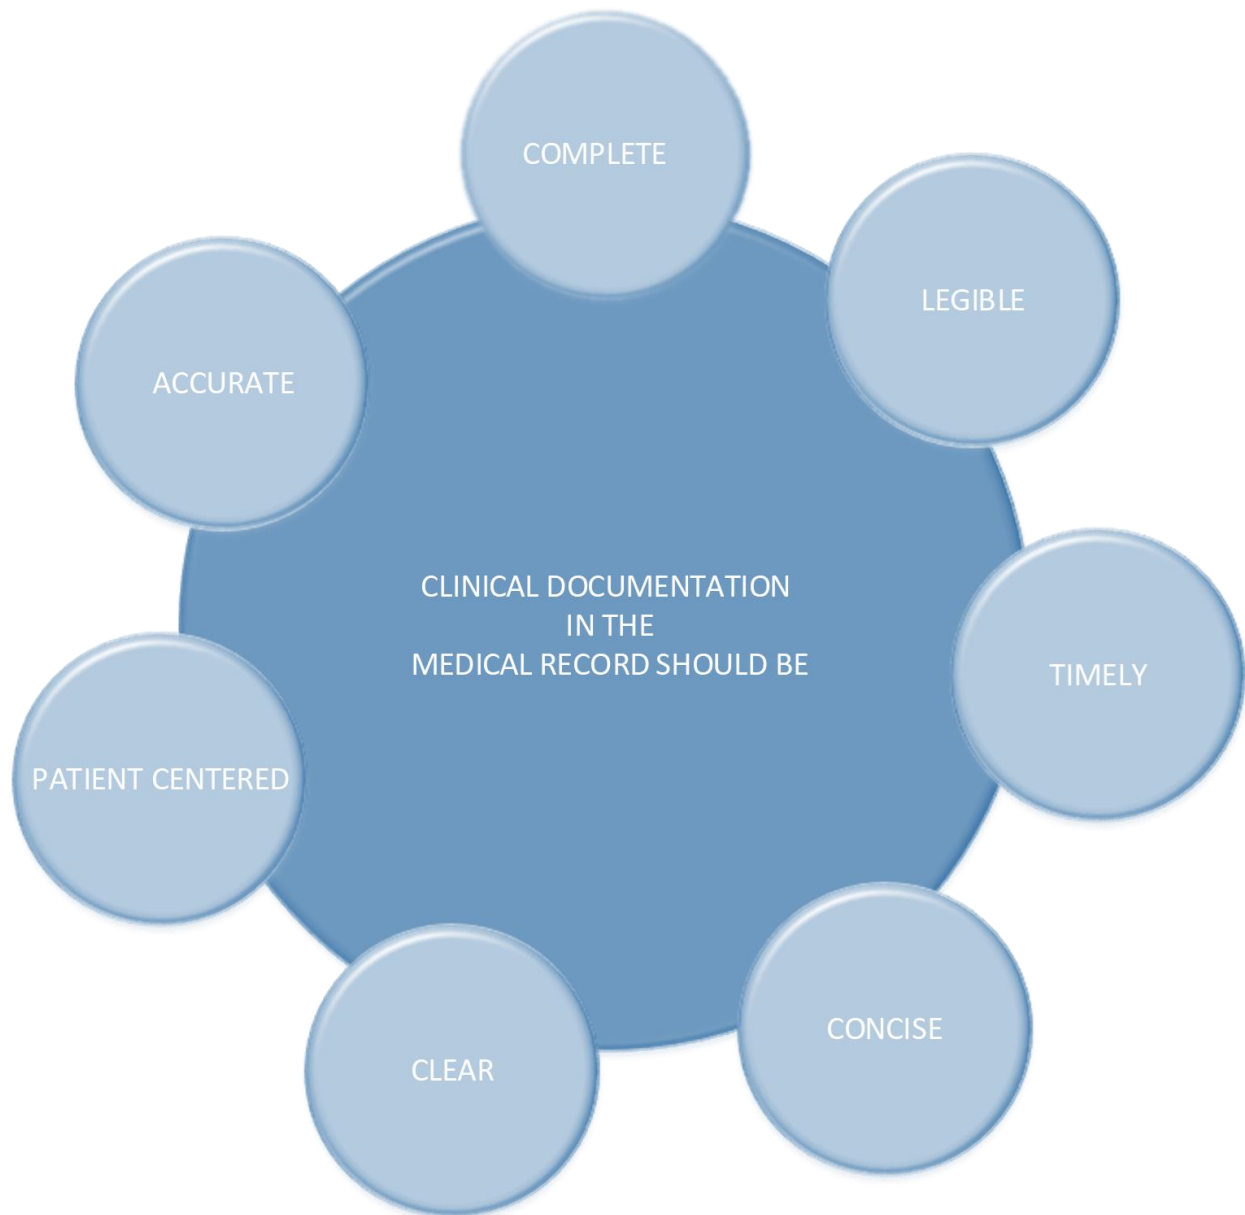 COMPLETE
LEGIBLE
ACCURATE
CLINICAL DOCUMENTATION
IN THE
MEDICAL RECORD SHOULD BE
TIMELY
PATIENT CENTERED
CONCISE
CLEAR